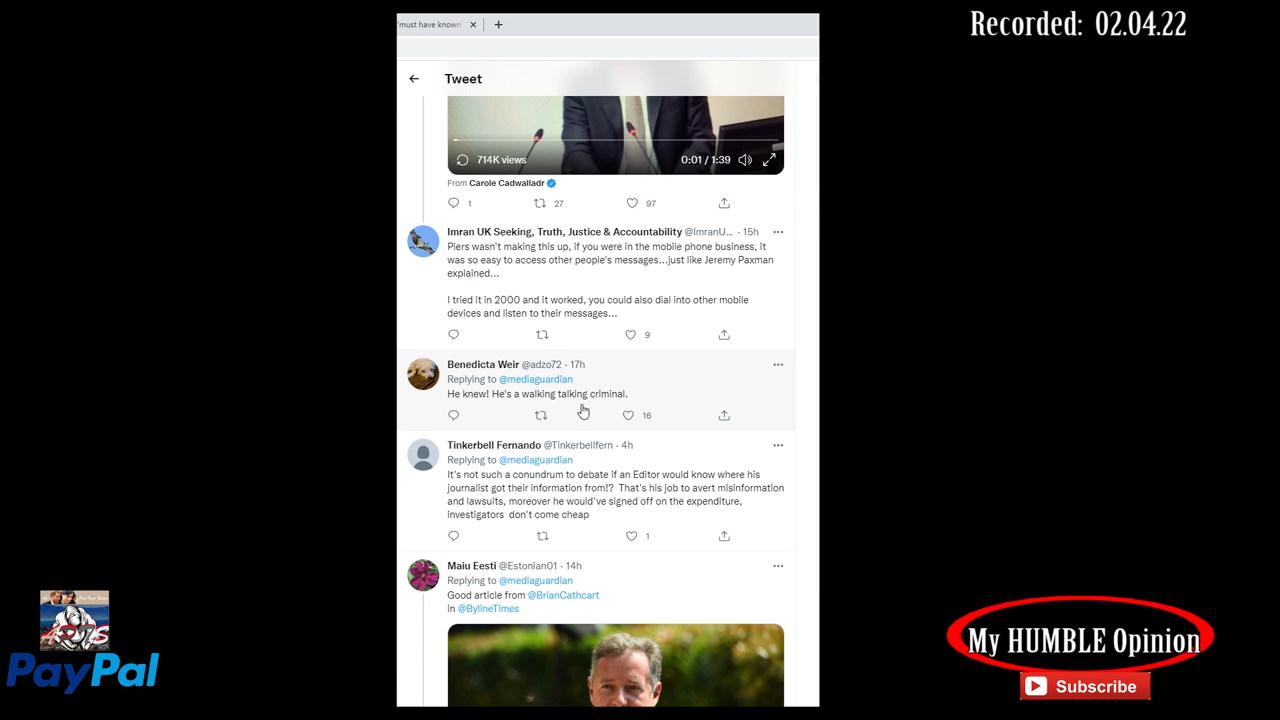 Recorded: 02.04.22
'must have known
Tweet
714K views
0:01 / 1:39
From Carole Cadwalladr
1 27 97
Imran UK Seeking, Truth, Justice & Accountability @ImranU... · 15h
Piers wasn't making this up, if you were in the mobile phone business, it
was so easy to access other people's messages...just like Jeremy Paxman
explained...
I tried it in 2000 and it worked, you could also dial into other mobile
devices and listen to their messages...
9
Benedicta Weir @adzo72 · 17h
Replying to @mediaguardian
He knew! He's a walking talking criminal.
16
Tinkerbell Fernando @Tinkerbellfern · 4h
Replying to @mediaguardian
It's not such a conundrum to debate if an Editor would know where his
journalist got their information from!? That's his job to avert misinformation
and lawsuits, moreover he would've signed off on the expenditure,
investigators don't come cheap
1
Maiu Eesti @Estonian01 · 14h
Replying to @mediaguardian
Good article from @BrianCathcart
in @BylineTimes
PayPal
My HUMBLE Opinion
Subscribe